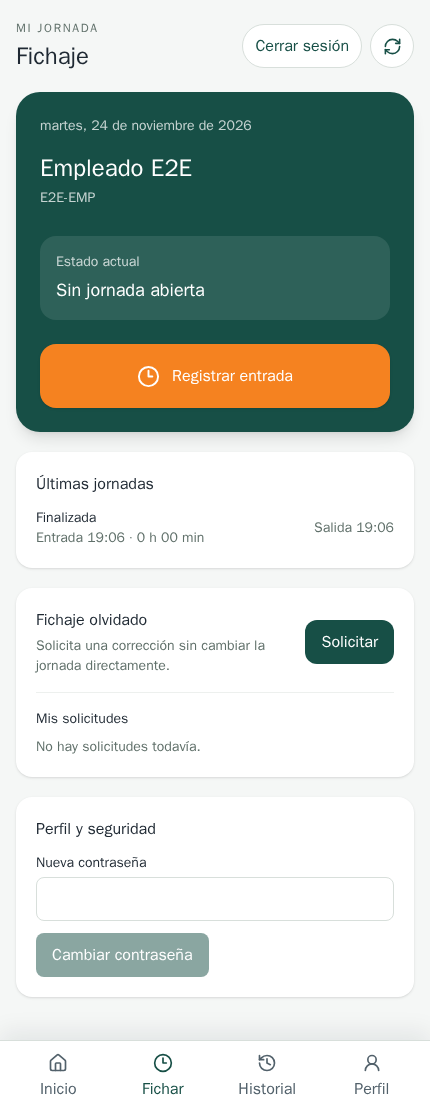 MI JORNADA
Fichaje
Cerrar sesión
martes, 24 de noviembre de 2026
Empleado E2E
E2E-EMP
Estado actual
Sin jornada abierta
Registrar entrada
Últimas jornadas
Finalizada
Entrada 19:06 · 0 h 00 min
Salida 19:06
Fichaje olvidado
Solicita una corrección sin cambiar la
jornada directamente.
Solicitar
Mis solicitudes
No hay solicitudes todavía.
Perfil y seguridad
Nueva contraseña
Cambiar contraseña
Inicio
Fichar
Historial
Perfil